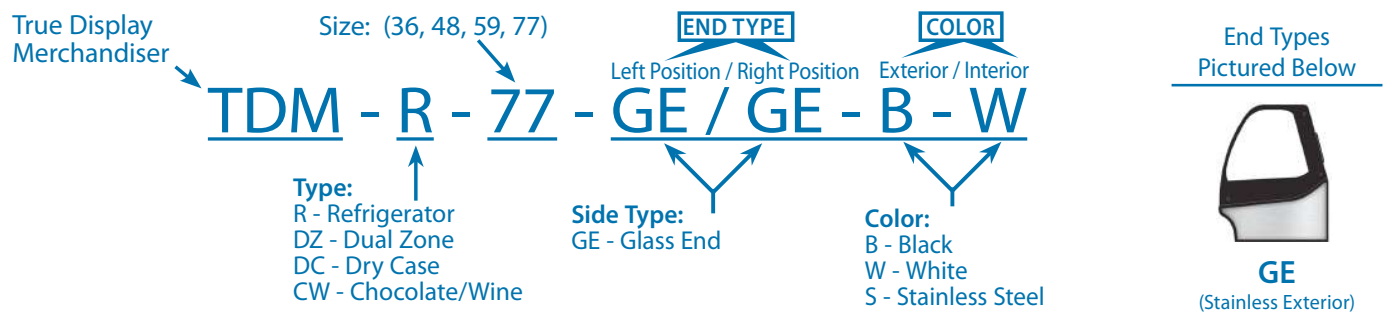 True Display
Merchandiser
Size: (36, 48, 59, 77)
END TYPE
COLOR
Left Position / Right Position
Exterior / Interior
TDM - R - 77 - GE / GE - B - W
Type:
R - Refrigerator
DZ - Dual Zone
DC - Dry Case
CW - Chocolate/Wine
Side Type:
GE - Glass End
Color:
B - Black
W - White
S - Stainless Steel
End Types
Pictured Below
GE
(Stainless Exterior)